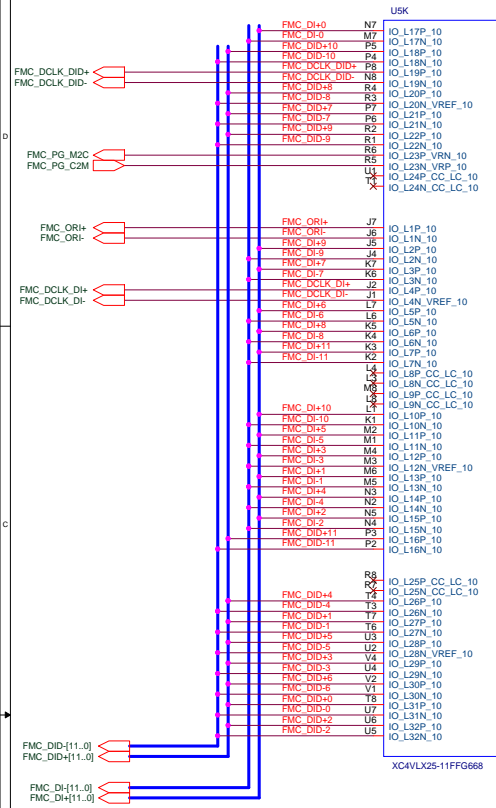 U5K
FMC_DI+0 N7 IO_L17P_10
FMC_DI-0 M7 IO_L17N_10
FMC_DID+10 P5 IO_L18P_10
FMC_DID-10 P4 IO_L18N_10
FMC_DCLK_DID+ FMC_DCLK_DID+ P8 IO_L19P_10
FMC_DCLK_DID- FMC_DCLK_DID- N8 IO_L19N_10
FMC_DID+8 R4 IO_L20P_10
FMC_DID-8 R3 IO_L20N_VREF_10
FMC_DID+7 P7 IO_L21P_10
FMC_DID-7 P6 IO_L21N_10
D FMC_DID+9 R2 IO_L22P_10
FMC_DID-9 R1 IO_L22N_10
FMC_PG_M2C R6 IO_L23P_VRN_10
FMC_PG_C2M R5 IO_L23N_VRP_10
U1 IO_L24P_CC_LC_10
T1 IO_L24N_CC_LC_10
FMC_ORI+ FMC_ORI+ J7 IO_L1P_10
FMC_ORI- FMC_ORI- J6 IO_L1N_10
FMC_DI+9 J5 IO_L2P_10
FMC_DI-9 J4 IO_L2N_10
FMC_DI+7 K7 IO_L3P_10
FMC_DI-7 K6 IO_L3N_10
FMC_DCLK_DI+ FMC_DCLK_DI+ J2 IO_L4P_10
FMC_DCLK_DI- FMC_DCLK_DI- J1 IO_L4N_VREF_10
FMC_DI+6 L7 IO_L5P_10
FMC_DI-6 L6 IO_L5N_10
FMC_DI+8 K5 IO_L6P_10
FMC_DI-8 K4 IO_L6N_10
FMC_DI+11 K3 IO_L7P_10
FMC_DI-11 K2 IO_L7N_10
L4 IO_L8P_CC_LC_10
L3 IO_L8N_CC_LC_10
M8 IO_L9P_CC_LC_10
L8 IO_L9N_CC_LC_10
FMC_DI+10 L1 IO_L10P_10
FMC_DI-10 K1 IO_L10N_10
FMC_DI+5 M2 IO_L11P_10
FMC_DI-5 M1 IO_L11N_10
FMC_DI+3 M4 IO_L12P_10
FMC_DI-3 M3 IO_L12N_VREF_10
FMC_DI+1 M6 IO_L13P_10
FMC_DI-1 M5 IO_L13N_10
FMC_DI+4 N3 IO_L14P_10
FMC_DI-4 N2 IO_L14N_10
FMC_DI+2 N5 IO_L15P_10
C FMC_DI-2 N4 IO_L15N_10
FMC_DID+11 P3 IO_L16P_10
FMC_DID-11 P2 IO_L16N_10
R8 IO_L25P_CC_LC_10
R7 IO_L25N_CC_LC_10
FMC_DID+4 T4 IO_L26P_10
FMC_DID-4 T3 IO_L26N_10
FMC_DID+1 T7 IO_L27P_10
FMC_DID-1 T6 IO_L27N_10
FMC_DID+5 U3 IO_L28P_10
FMC_DID-5 U2 IO_L28N_VREF_10
FMC_DID+3 V4 IO_L29P_10
FMC_DID-3 U4 IO_L29N_10
FMC_DID+6 V2 IO_L30P_10
FMC_DID-6 V1 IO_L30N_10
FMC_DID+0 T8 IO_L31P_10
FMC_DID-0 U7 IO_L31N_10
FMC_DID+2 U6 IO_L32P_10
FMC_DID-2 U5 IO_L32N_10
FMC_DID-[11..0]
FMC_DID+[11..0]
XC4VLX25-11FFG668
FMC_DI-[11..0]
FMC_DI+[11..0]